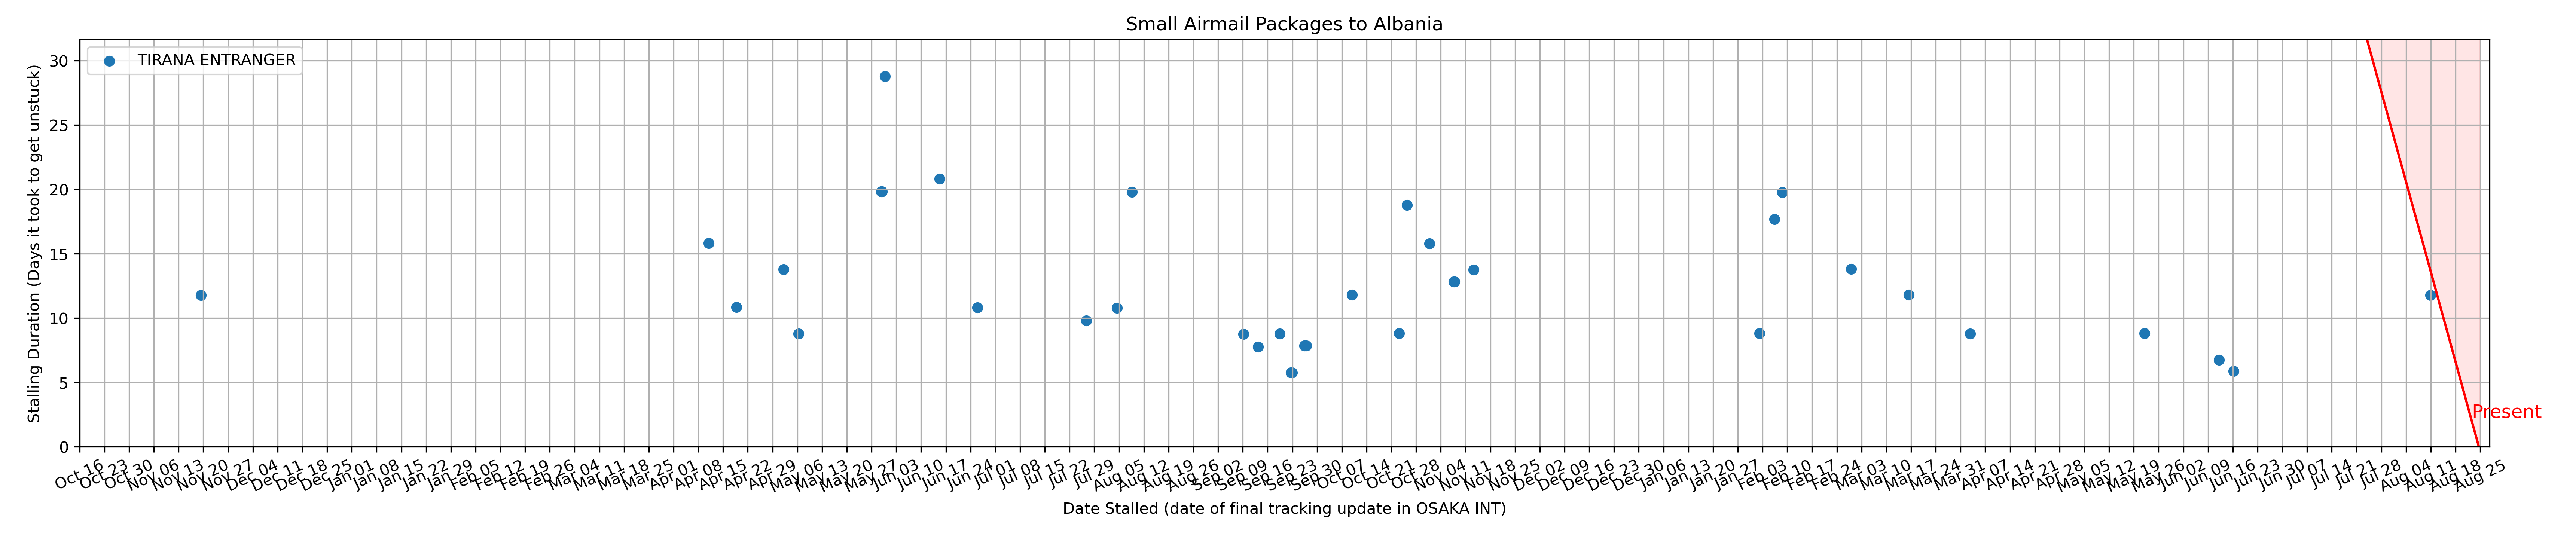 Small Airmail Packages to Albania
TIRANA ENTRANGER
Stalling Duration (Days it took to get unstuck)
30
25
20
15
10
5
0
Present
Oct 16
Oct 23
Oct 30
Nov 06
Nov 13
Nov 20
Nov 27
Dec 04
Dec 11
Dec 18
Dec 25
Jan 01
Jan 08
Jan 15
Jan 22
Jan 29
Feb 05
Feb 12
Feb 19
Feb 26
Mar 04
Mar 11
Mar 18
Mar 25
Apr 01
Apr 08
Apr 15
Apr 22
Apr 29
May 06
May 13
May 20
May 27
Jun 03
Jun 10
Jun 17
Jun 24
Jul 01
Jul 08
Jul 15
Jul 22
Jul 29
Aug 05
Aug 12
Aug 19
Aug 26
Sep 02
Sep 09
Sep 16
Sep 23
Sep 30
Oct 07
Oct 14
Oct 21
Oct 28
Nov 04
Nov 11
Nov 18
Nov 25
Dec 02
Dec 09
Dec 16
Dec 23
Dec 30
Jan 06
Jan 13
Jan 20
Jan 27
Feb 03
Feb 10
Feb 17
Feb 24
Mar 03
Mar 10
Mar 17
Mar 24
Mar 31
Apr 07
Apr 14
Apr 21
Apr 28
May 05
May 12
May 19
May 26
Jun 02
Jun 09
Jun 16
Jun 23
Jun 30
Jul 07
Jul 14
Jul 21
Jul 28
Aug 04
Aug 11
Aug 18
Aug 25
Date Stalled (date of final tracking update in OSAKA INT)